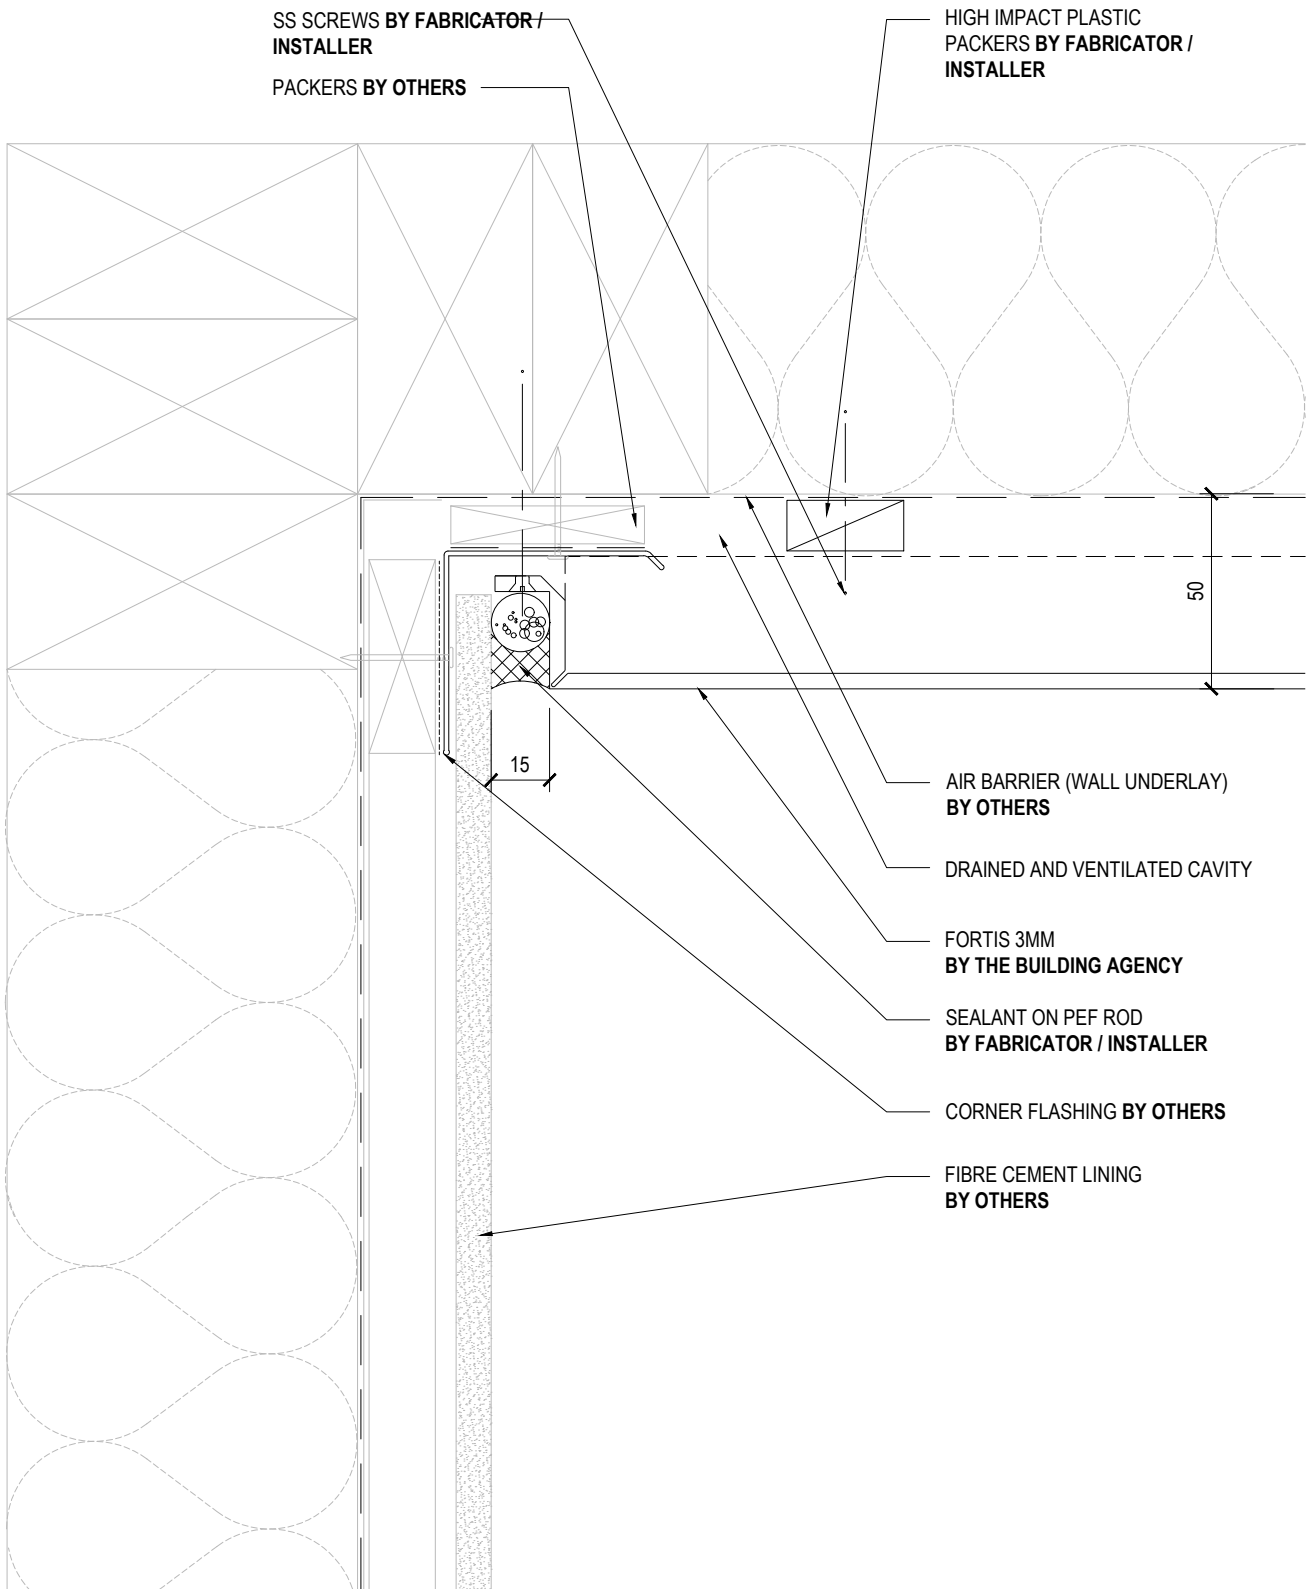 SS SCREWS BY FABRICATOR /
INSTALLER
PACKERS BY OTHERS
HIGH IMPACT PLASTIC
PACKERS BY FABRICATOR /
INSTALLER
50
15
AIR BARRIER (WALL UNDERLAY)
BY OTHERS
DRAINED AND VENTILATED CAVITY
FORTIS 3MM
BY THE BUILDING AGENCY
SEALANT ON PEF ROD
BY FABRICATOR / INSTALLER
CORNER FLASHING BY OTHERS
FIBRE CEMENT LINING
BY OTHERS